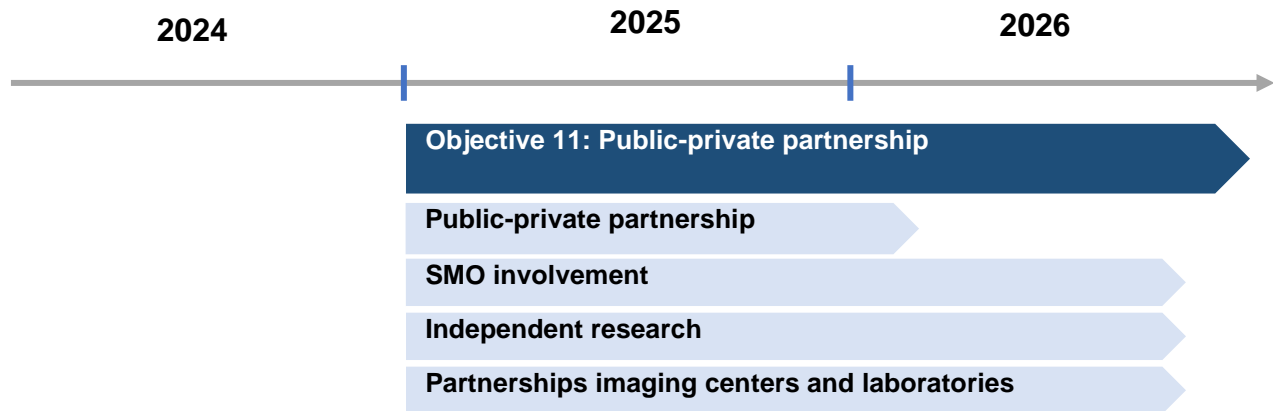 2024 2025 2026
Objective 11: Public-private partnership
Public-private partnership
SMO involvement
Independent research
Partnerships imaging centers and laboratories